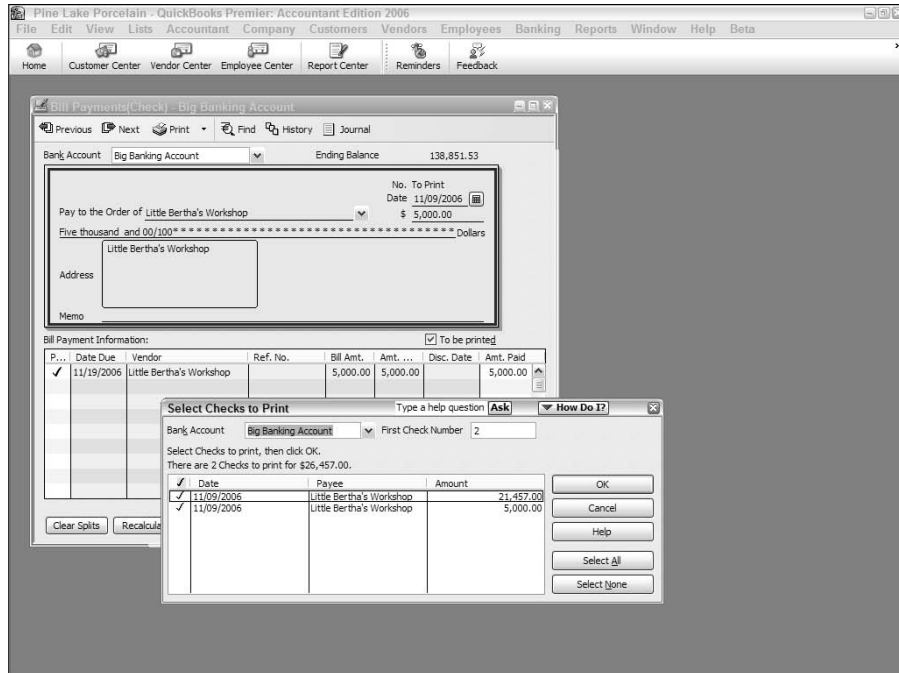 Pine Lake Porcelain - QuickBooks Premier: Accountant Edition 2006
File Edit View Lists Accountant Company Customers Vendors Employees Banking Reports Window Help Beta
Home Customer Center Vendor Center Employee Center Report Center Reminders Feedback
Bill Payments(Check) - Big Banking Account
Previous Next Print Find History Journal
Bank Account Big Banking Account Ending Balance 138,851.53
No. To Print
Date 11/09/2006
Pay to the Order of Little Bertha's Workshop $ 5,000.00
Five thousand and 00/100* * * * * * * * * * * * * * * * * * * * * * * * * * * * * * * * * * * * * * * * Dollars
Little Bertha's Workshop
Address
Memo
Bill Payment Information: To be printed
P... Date Due Vendor Ref. No. Bill Amt. Amt. ... Disc. Date Amt. Paid
✓ 11/19/2006 Little Bertha's Workshop 5,000.00 5,000.00 5,000.00
Select Checks to Print Type a help question Ask How Do I?
Bank Account Big Banking Account First Check Number 2
Select Checks to print, then click OK.
There are 2 Checks to print for $26,457.00.
✓ Date Payee Amount OK
✓ 11/09/2006 Little Bertha's Workshop 21,457.00
✓ 11/09/2006 Little Bertha's Workshop 5,000.00 Cancel
Help
Clear Splits Recalcula
Select All
Select None